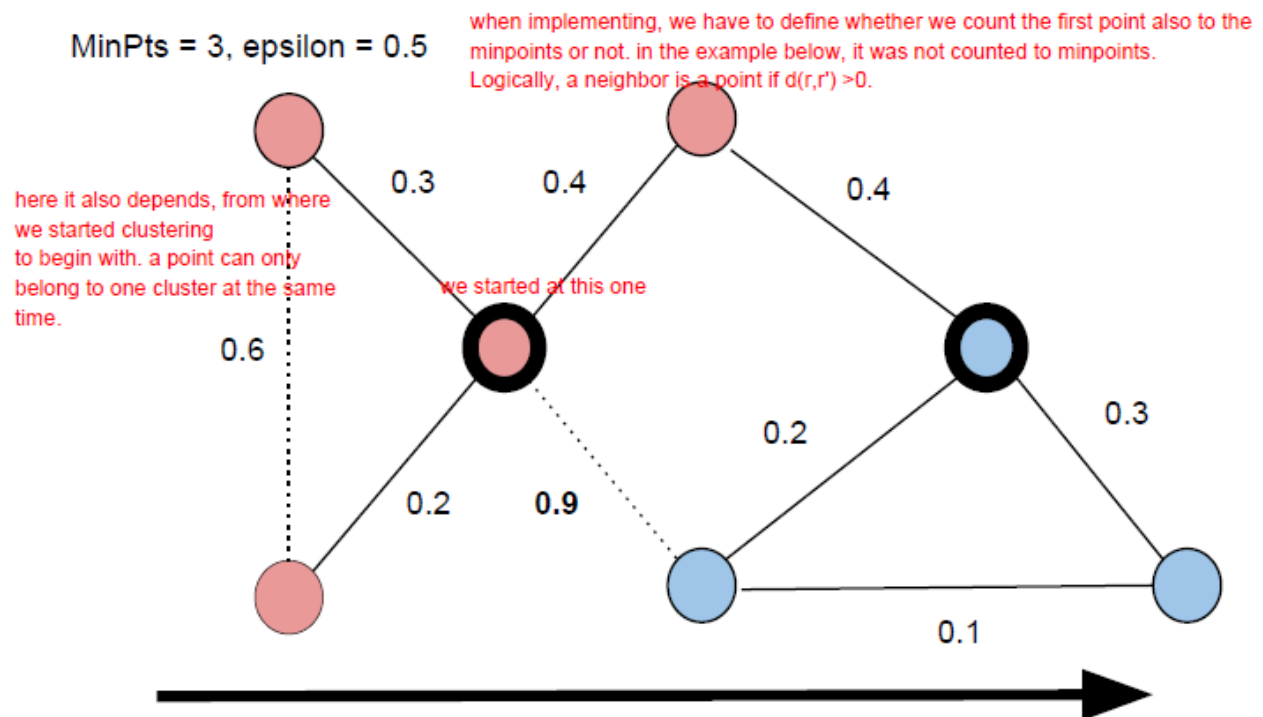 MinPts = 3, epsilon = 0.5
when implementing, we have to define whether we count the first point also to the
minpoints or not. in the example below, it was not counted to minpoints.
Logically, a neighbor is a point if d(r,r') >0.
0.3
0.4
0.4
here it also depends, from where
we started clustering
to begin with. a point can only
belong to one cluster at the same
time.
we started at this one
0.6
0.3
0.2
0.2
0.9
0.1